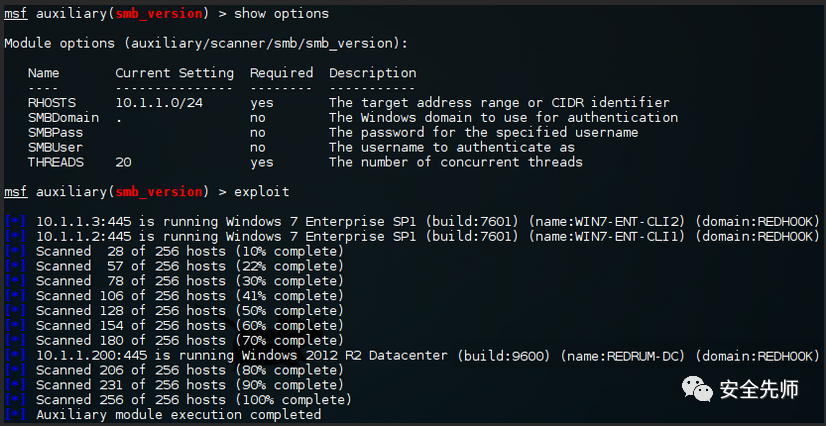 msf auxiliary(smb_version) > show options
Module options (auxiliary/scanner/smb/smb_version):
Name Current Setting Required Description
---- --------------- -------- -----------
RHOSTS 10.1.1.0/24 yes The target address range or CIDR identifier
SMBDomain . no The Windows domain to use for authentication
SMBPass no The password for the specified username
SMBUser no The username to authenticate as
THREADS 20 yes The number of concurrent threads
msf auxiliary(smb_version) > exploit
[*] 10.1.1.3:445 is running Windows 7 Enterprise SP1 (build:7601) (name:WIN7-ENT-CLI2) (domain:REDHOOK)
[*] 10.1.1.2:445 is running Windows 7 Enterprise SP1 (build:7601) (name:WIN7-ENT-CLI1) (domain:REDHOOK)
[*] Scanned 28 of 256 hosts (10% complete)
[*] Scanned 57 of 256 hosts (22% complete)
[*] Scanned 78 of 256 hosts (30% complete)
[*] Scanned 106 of 256 hosts (41% complete)
[*] Scanned 128 of 256 hosts (50% complete)
[*] Scanned 154 of 256 hosts (60% complete)
[*] Scanned 180 of 256 hosts (70% complete)
[*] 10.1.1.200:445 is running Windows 2012 R2 Datacenter (build:9600) (name:REDRUM-DC) (domain:REDHOOK)
[*] Scanned 206 of 256 hosts (80% complete)
[*] Scanned 231 of 256 hosts (90% complete)
[*] Scanned 256 of 256 hosts (100% complete)
[*] Auxiliary module execution completed
安全先师